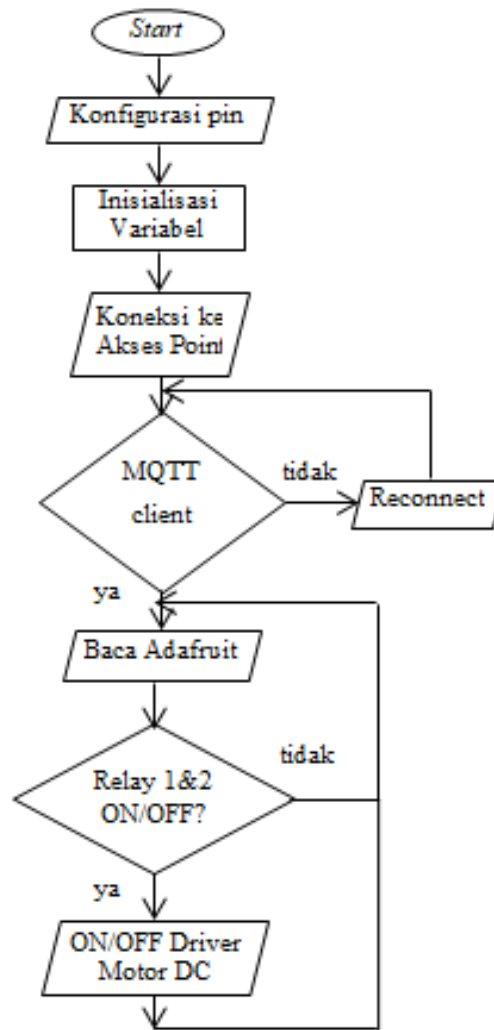 Start
Konfigurasi pin
Inisialisasi
Variabel
Koneksi ke
Akses Point
MQTT
client
tidak
Reconnect
ya
Baca Adafruit
Relay 1&2
ON/OFF?
tidak
ya
ON/OFF Driver
Motor DC